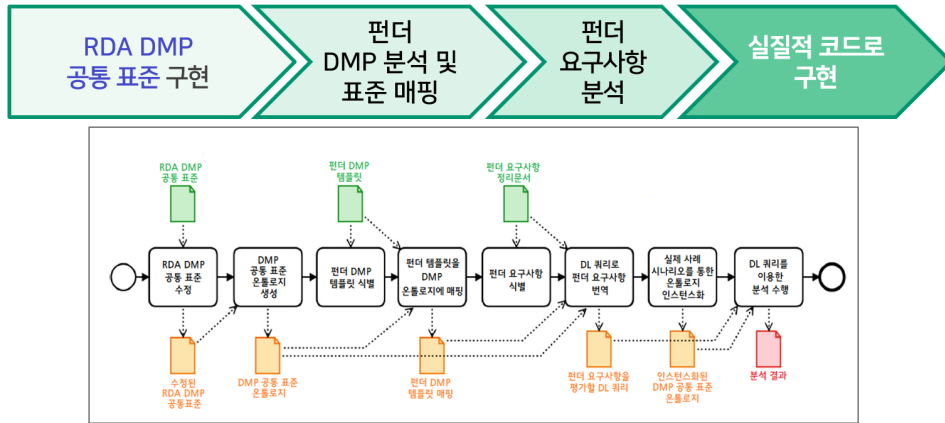 RDA DMP
공통 표준 구현
펀더
DMP 분석 및
표준 매핑
펀더
요구사항
분석
실질적 코드로
구현
RDA DMP
공통 표준
펀더 DMP
템플릿
펀더 요구사항
정리문서
RDA DMP
공통 표준
수정
DMP
공통 표준
온톨로지
생성
펀더 DMP
템플릿 식별
펀더 템플릿을
DMP
온톨로지에 매핑
펀더 요구사항
식별
DL 쿼리로
펀더 요구사항
번역
실제 사례
시나리오를 통한
온톨로지
인스턴스화
DL 쿼리를
이용한
분석 수행
수정된
RDA DMP
공통표준
DMP 공통 표준
온톨로지
펀더 DMP
템플릿 매핑
펀더 요구사항을
평가할 DL 쿼리
인스턴스화된
DMP 공통 표준
온톨로지
분석 결과